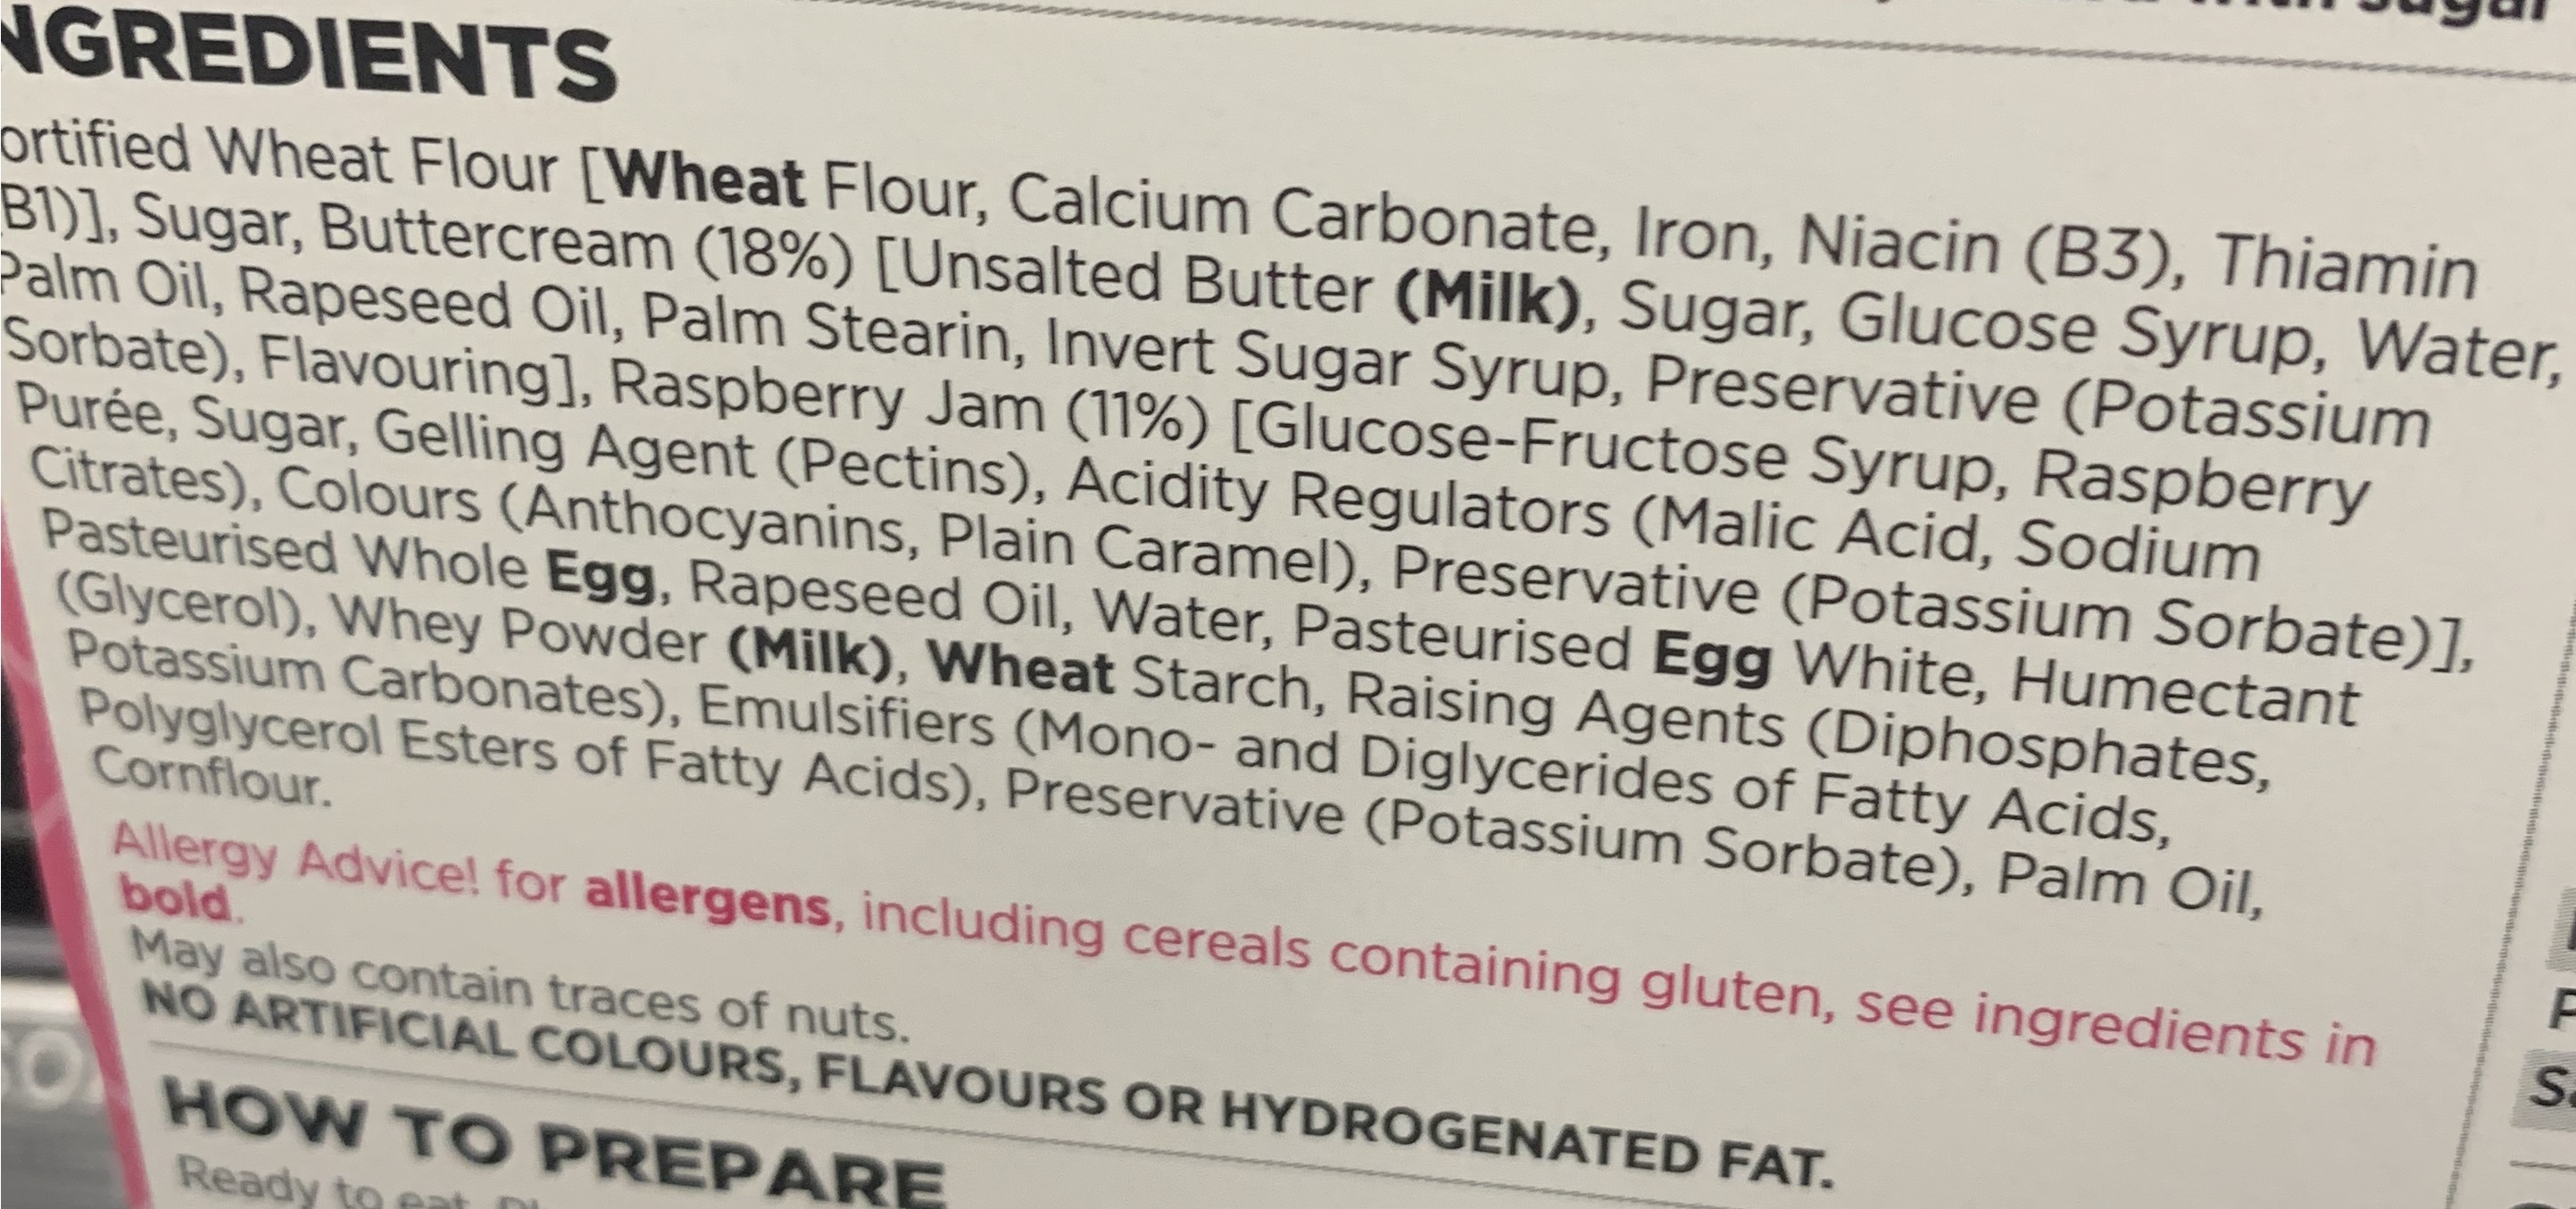 with sugar
NGREDIENTS
ortified Wheat Flour [Wheat Flour, Calcium Carbonate, Iron, Niacin (B3), Thiamin
B1)], Sugar, Buttercream (18%) [Unsalted Butter (Milk), Sugar, Glucose Syrup, Water,
Palm Oil, Rapeseed Oil, Palm Stearin, Invert Sugar Syrup, Preservative (Potassium
Sorbate), Flavouring], Raspberry Jam (11%) [Glucose-Fructose Syrup, Raspberry
Purée, Sugar, Gelling Agent (Pectins), Acidity Regulators (Malic Acid, Sodium
Citrates), Colours (Anthocyanins, Plain Caramel), Preservative (Potassium Sorbate)],
Pasteurised Whole Egg, Rapeseed Oil, Water, Pasteurised Egg White, Humectant
(Glycerol), Whey Powder (Milk), Wheat Starch, Raising Agents (Diphosphates,
Potassium Carbonates), Emulsifiers (Mono- and Diglycerides of Fatty Acids,
Polyglycerol Esters of Fatty Acids), Preservative (Potassium Sorbate), Palm Oil,
Cornflour.
Allergy Advice! for allergens, including cereals containing gluten, see ingredients in
bold.
May also contain traces of nuts.
NO ARTIFICIAL COLOURS, FLAVOURS OR HYDROGENATED FAT.
HOW TO PREPARE
Ready to eat.